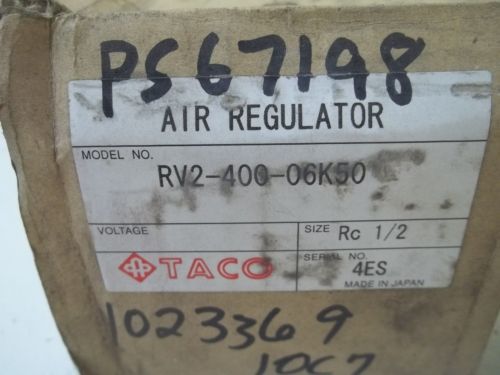 PS67198
AIR REGULATOR
MODEL NO.
RV2-400-06K50
VOLTAGE
SIZE Rc 1/2
SERIAL NO.
4ES
TACO
MADE IN JAPAN
1023369